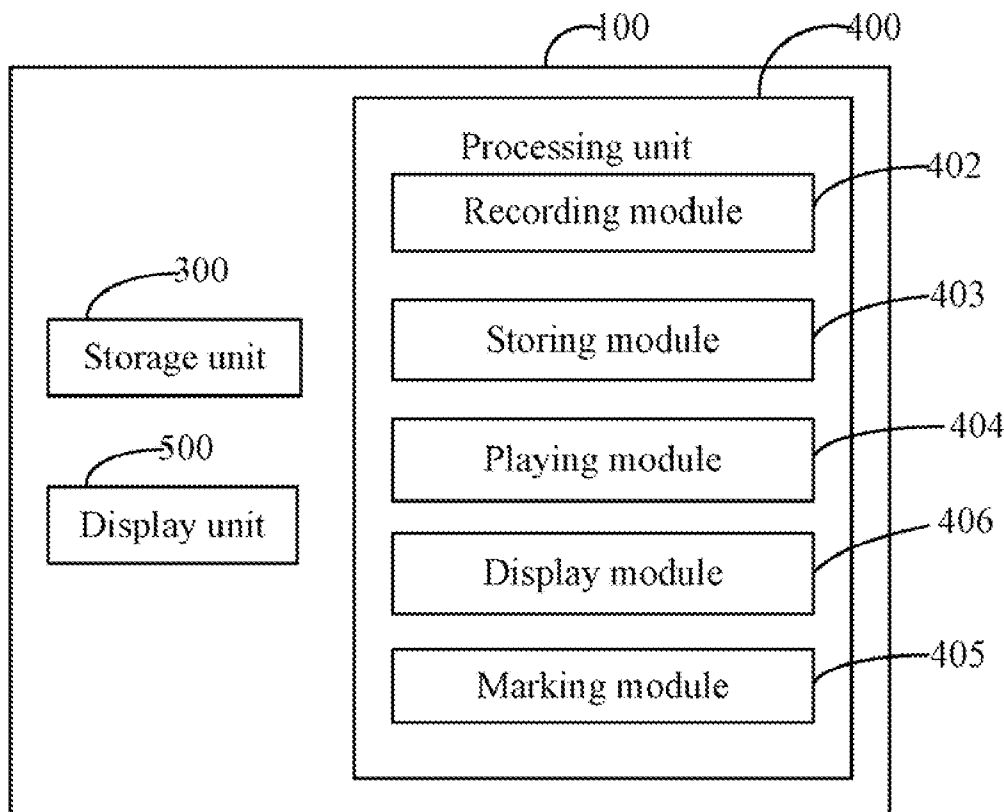 100
400
Processing unit
402
Recording module
300
403
Storage unit
Storing module
500
404
Display unit
Playing module
406
Display module
405
Marking module